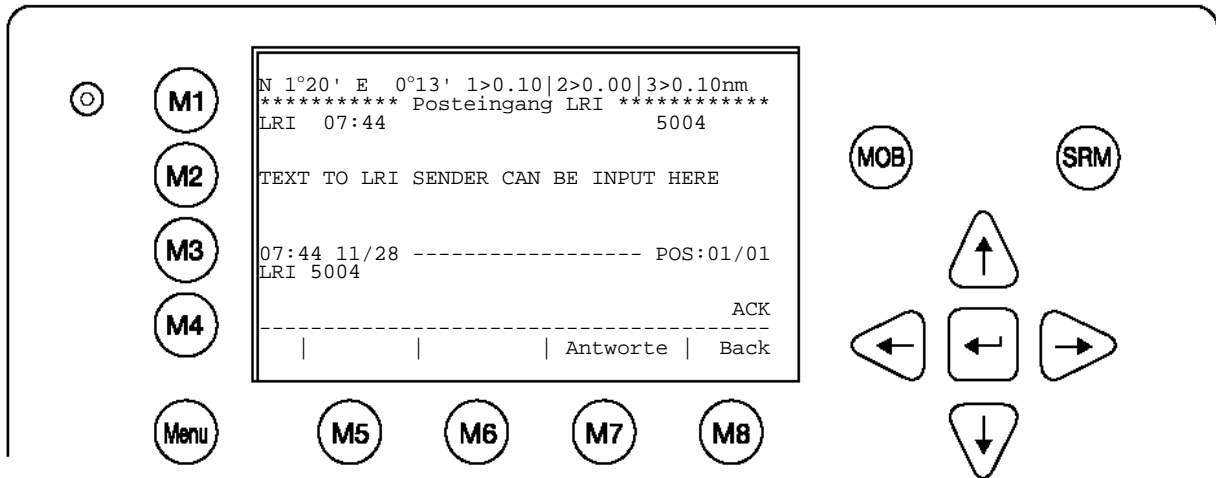 N 1°20' E 0°13' 1>0.10|2>0.00|3>0.10nm
*********** Posteingang LRI ************
LRI 07:44 5004
TEXT TO LRI SENDER CAN BE INPUT HERE
07:44 11/28 ------------------ POS:01/01
LRI 5004
ACK
----------------------------------------
| | | Antworte | Back
M1
M2
M3
M4
Menu
M5
M6
M7
M8
MOB
SRM